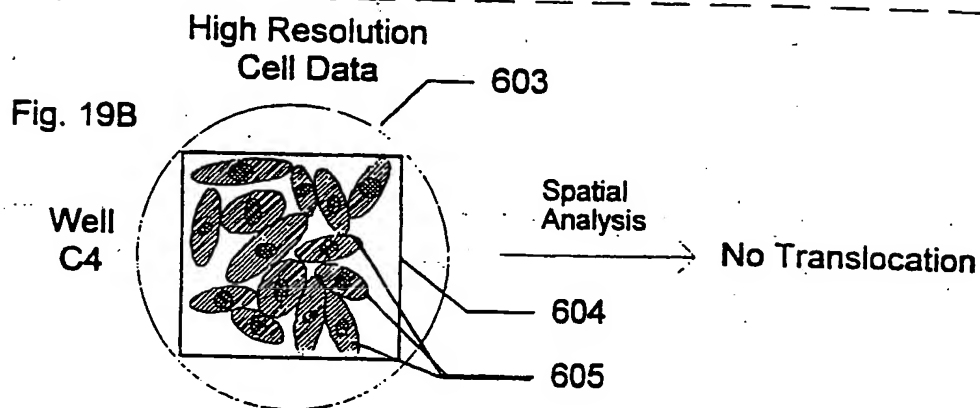 High Resolution
Cell Data
603
Fig. 19B
Well
C4
Spatial
Analysis
No Translocation
604
605